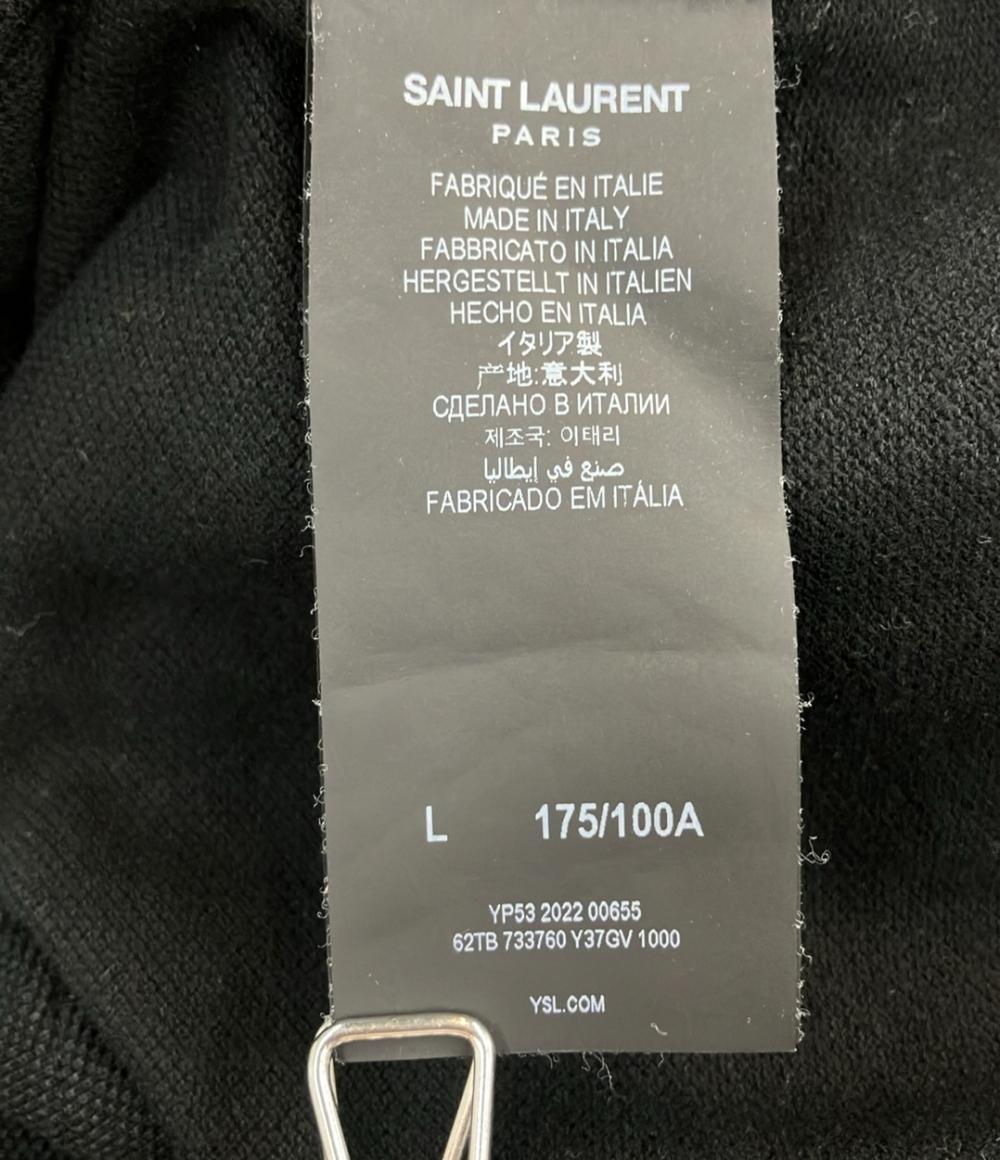 SAINT LAURENT
PARIS
FABRIQUÉ EN ITALIE
MADE IN ITALY
FABBRICATO IN ITALIA
HERGESTELLT IN ITALIEN
HECHO EN ITALIA
イタリア製
产地:意大利
СДЕЛАНО В ИТАЛИИ
제조국: 이태리
صنع في إيطاليا
FABRICADO EM ITÁLIA
L 175/100A
YP53 2022 00655
62TB 733760 Y37GV 1000
YSL.COM